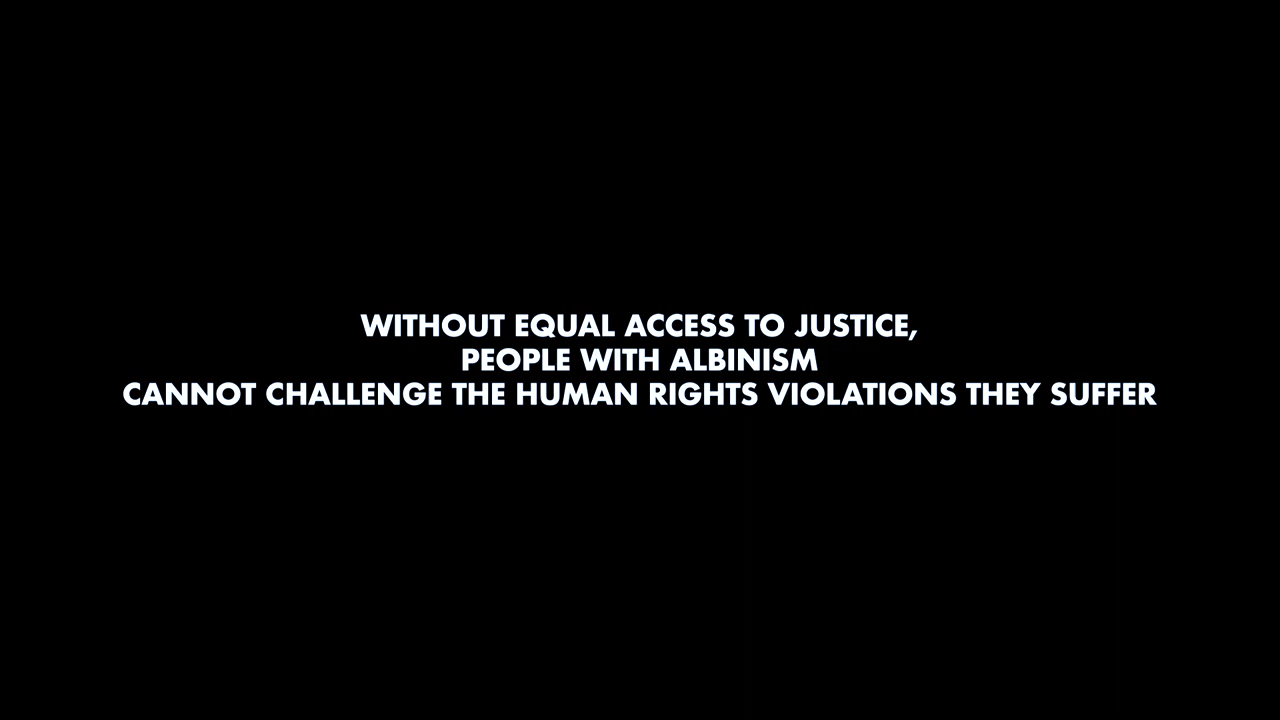 WITHOUT EQUAL ACCESS TO JUSTICE,
PEOPLE WITH ALBINISM
CANNOT CHALLENGE THE HUMAN RIGHTS VIOLATIONS THEY SUFFER